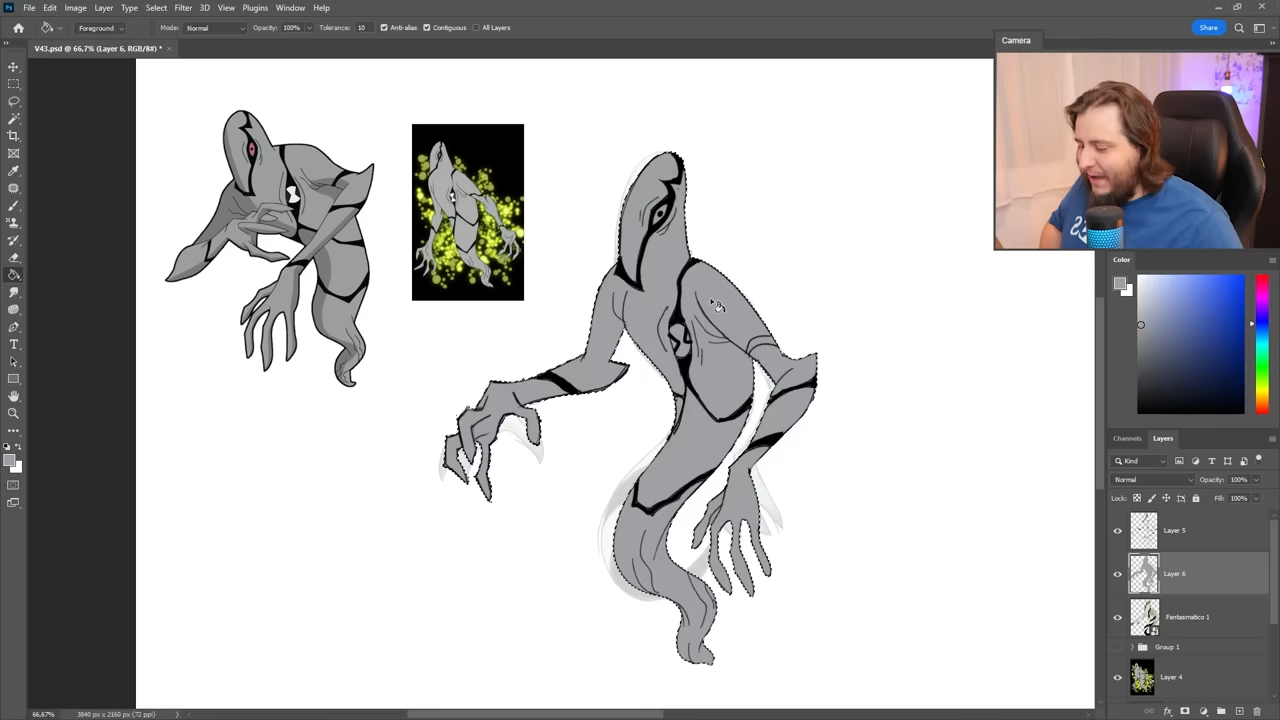 Ps File Edit Image Layer Type Select Filter 3D View Plugins Window Help
Foreground Mode: Normal Opacity: 100% Tolerance: 10 Anti-alias Contiguous All Layers Share
V43.psd @ 66,7% (Layer 6, RGB/8#) *
Camera
Color
Channels Layers
Kind
Normal Opacity: 100%
Lock: Fill: 100%
Layer 5
Layer 6
Fantasmatico 1
Group 1
Layer 4
66,67% 3840 px x 2160 px (72 ppi)